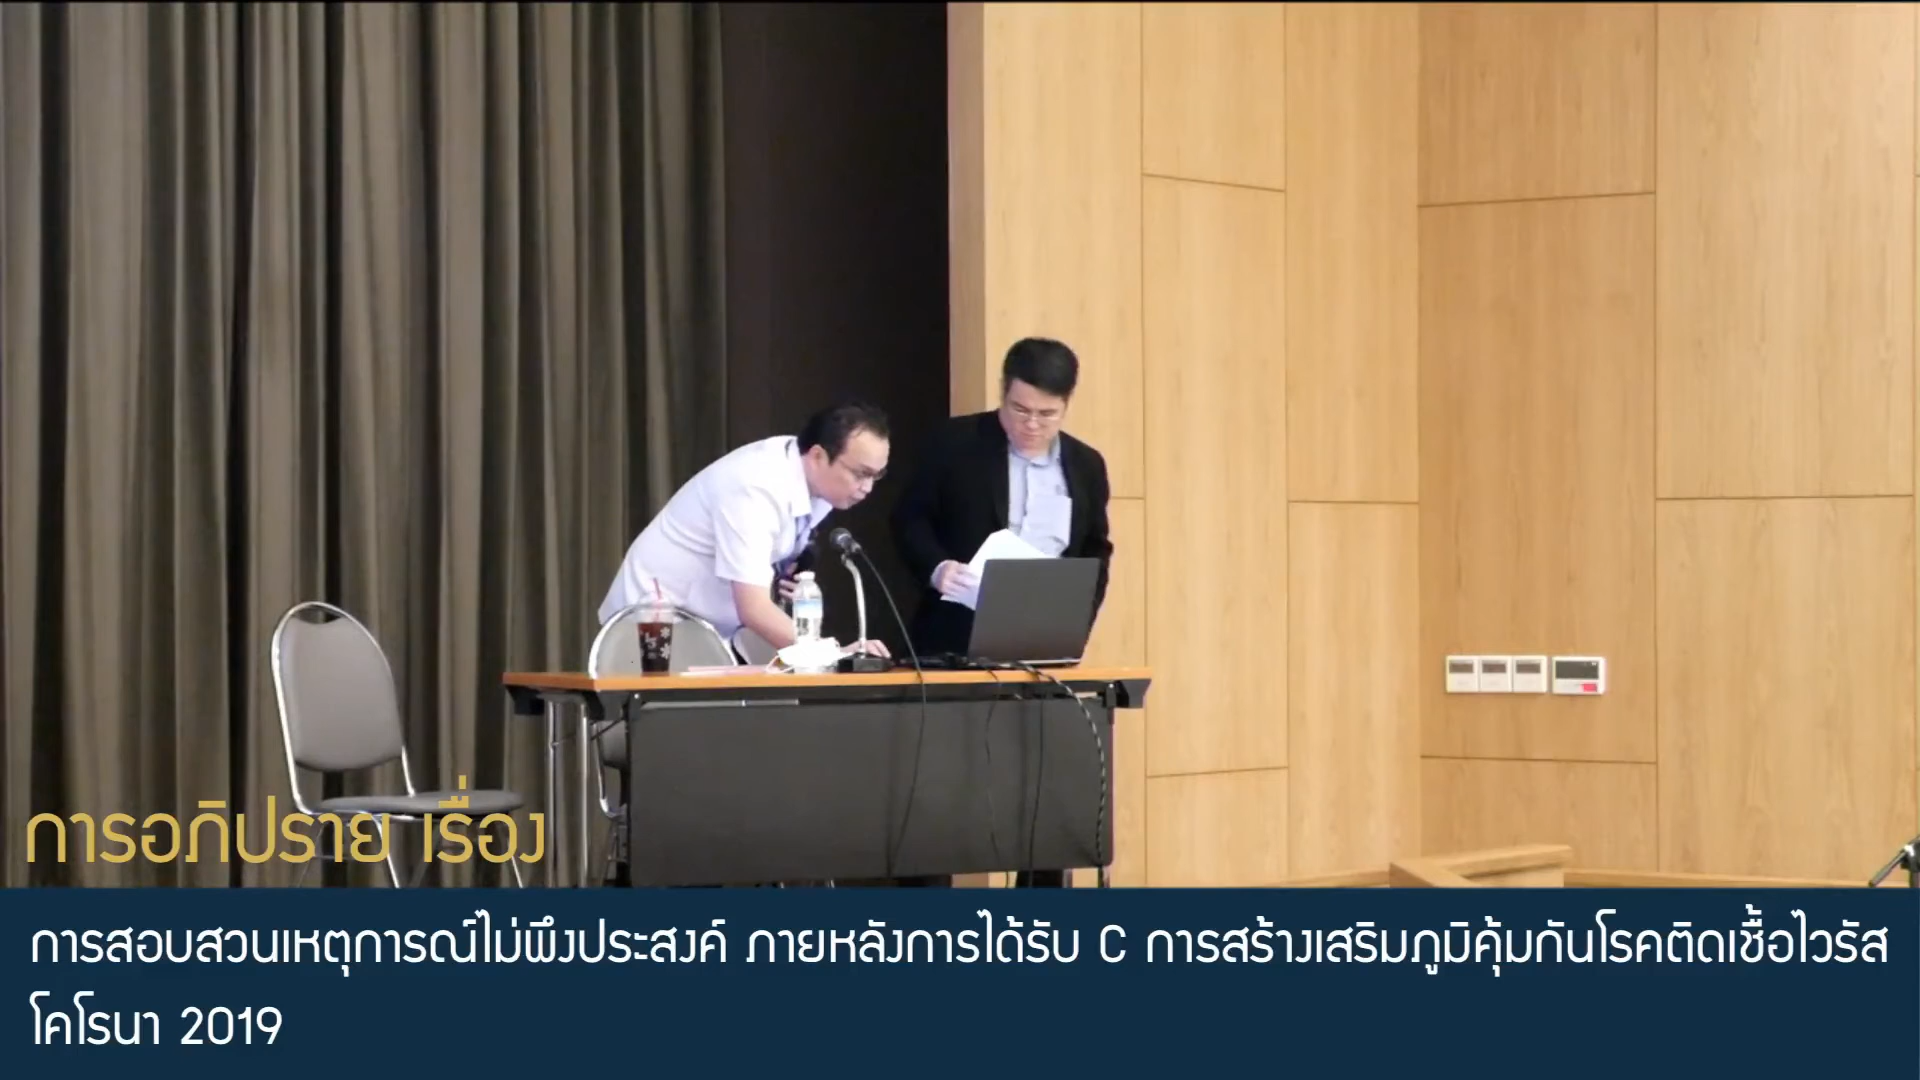 การอภิปราย เรื่อง
การสอบสวนเหตุการณ์ไม่พึงประสงค์ ภายหลังการได้รับ C การสร้างเสริมภูมิคุ้มกันโรคติดเชื้อไวรัส
โคโรนา 2019